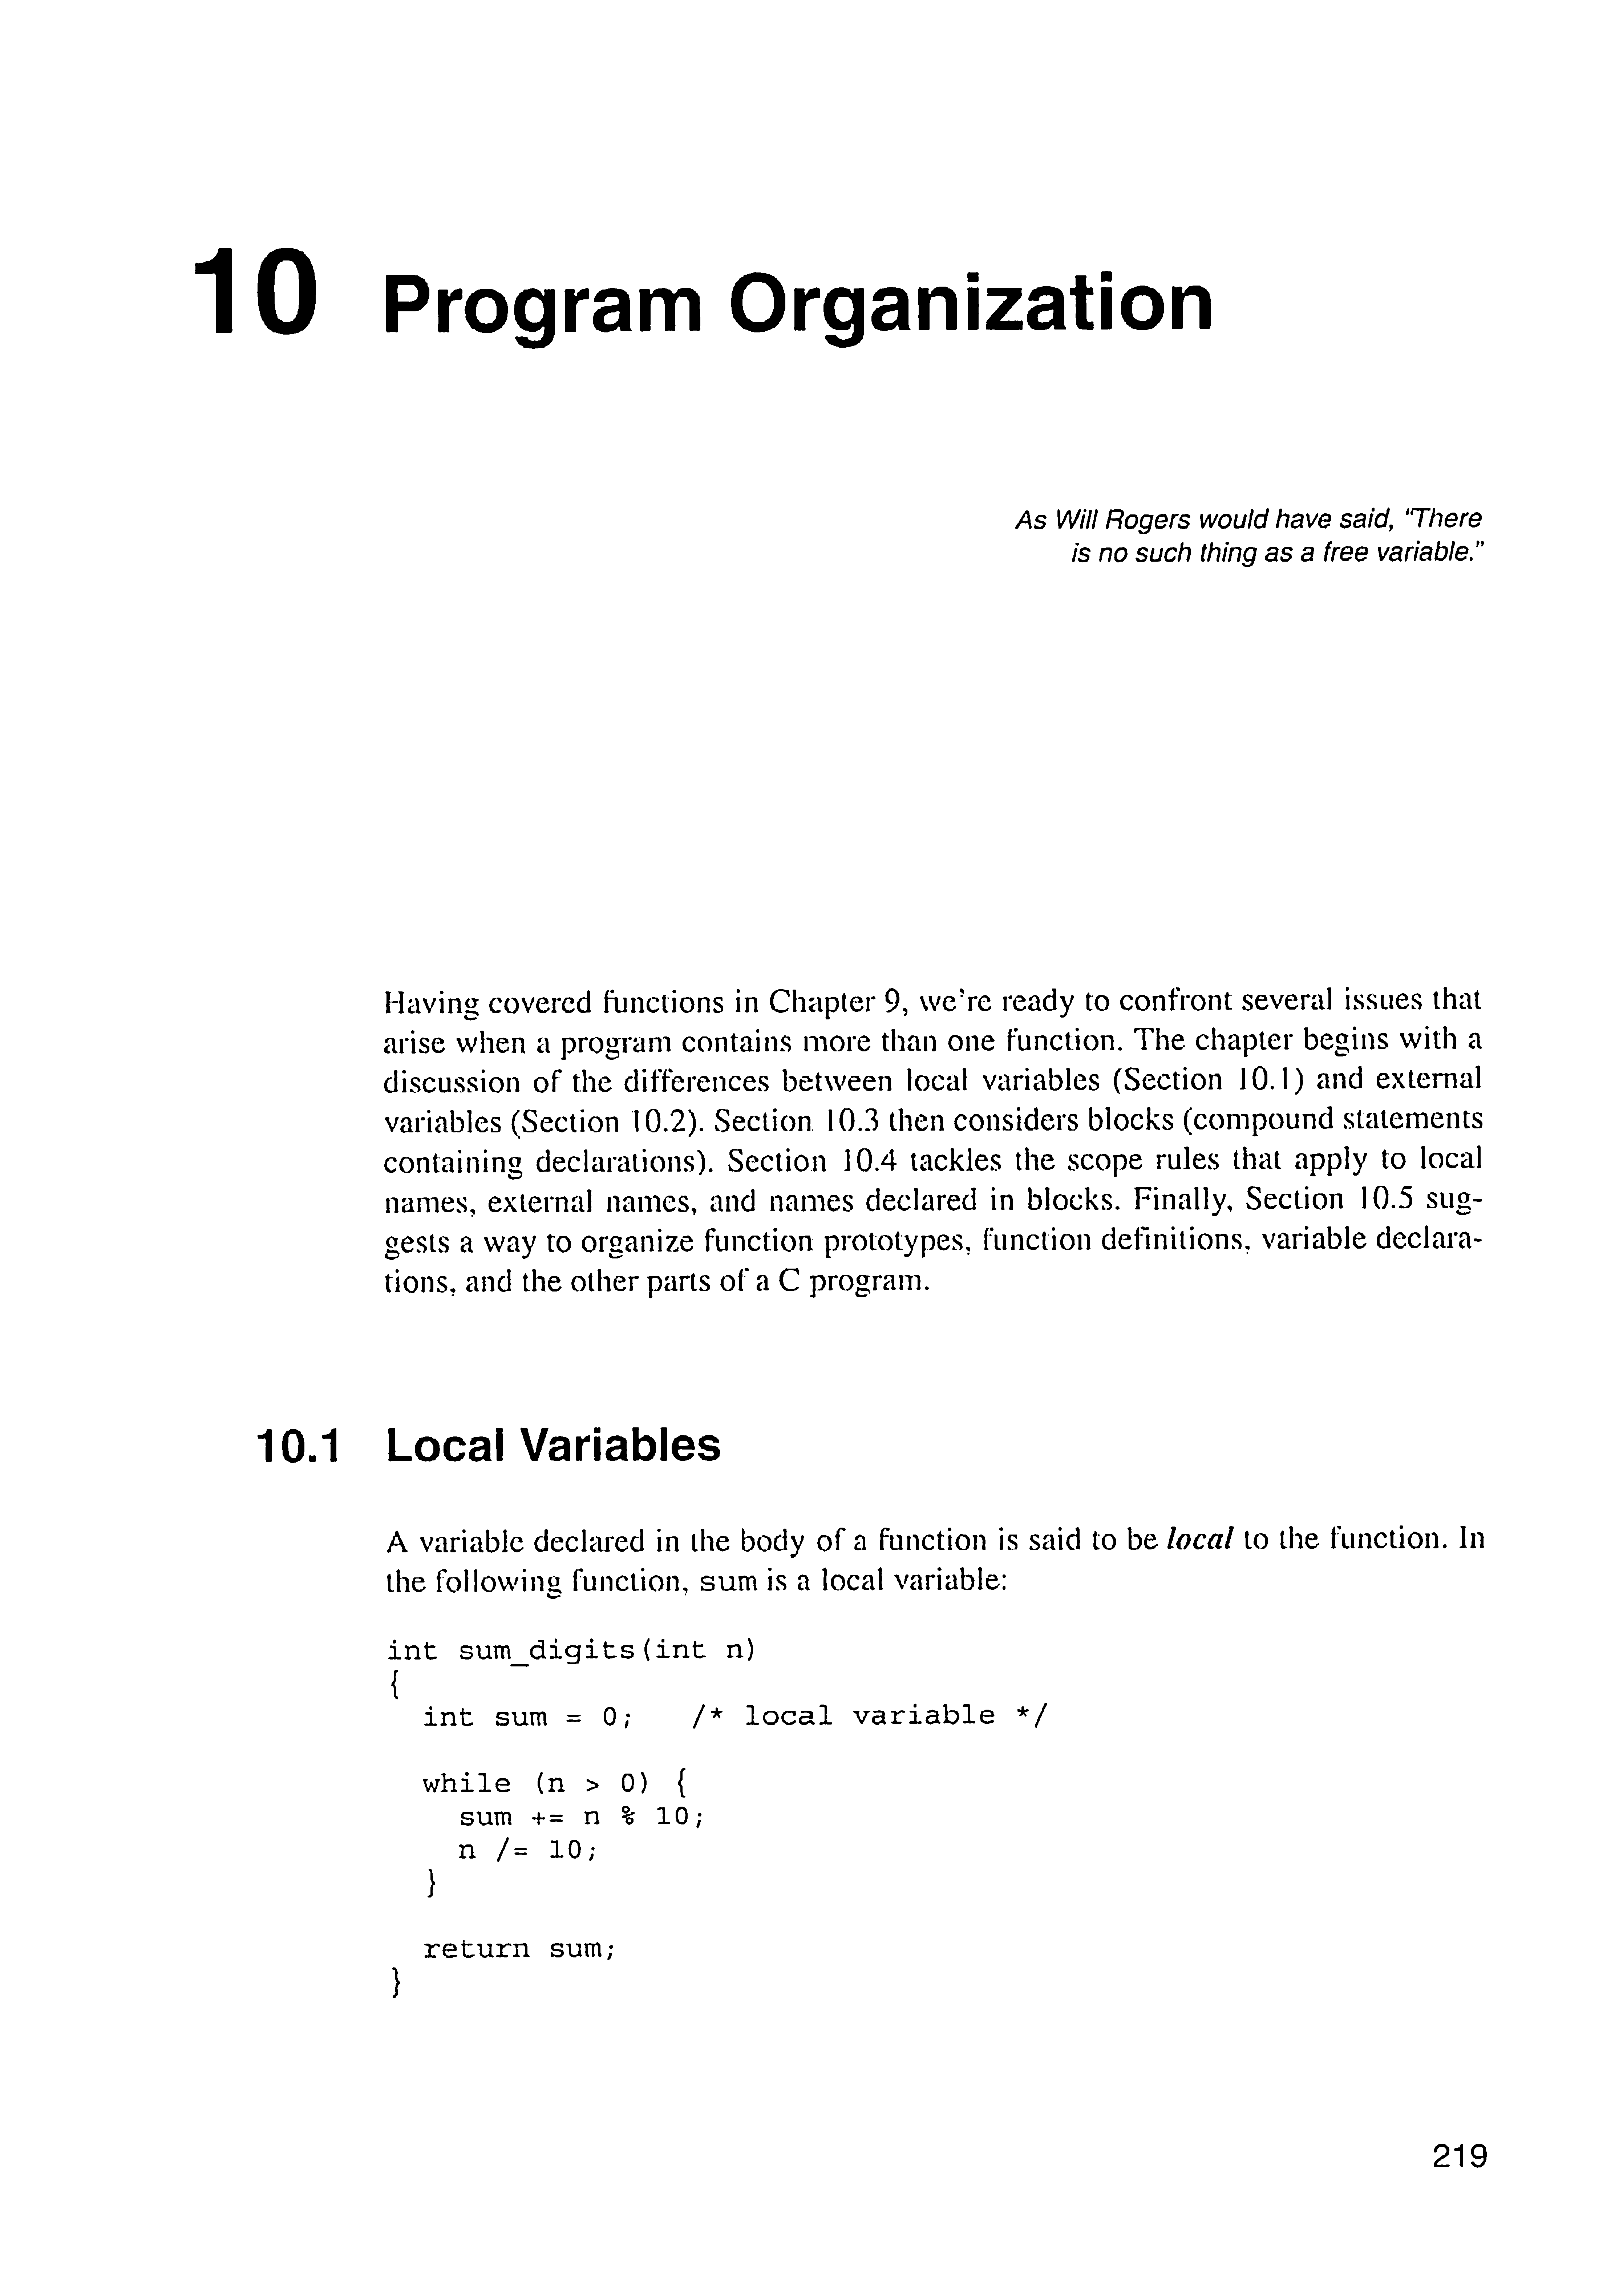 10 Program Organization
As Will Rogers would have said, “There
is no such thing as a free variable.”
Having covered functions in Chapter 9, we’re ready to confront several issues that
arise when a program contains more than one function. The chapter begins with a
discussion of the differences between local variables (Section 10.1) and external
variables (Section 10.2). Section 10.3 then considers blocks (compound statements
containing declarations). Section 10.4 tackles the scope rules that apply to local
names, external names, and names declared in blocks. Finally, Section 10.5 sug-
gests a way to organize function prototypes, function definitions, variable declara-
tions, and the other parts of a C program.
10.1 Local Variables
A variable declared in the body of a function is said to be local to the function. In
the following function, sum is a local variable:
int sum_digits(int n)
{
  int sum = 0;   /* local variable */
  while (n > 0) {
    sum += n % 10;
    n /= 10;
  }
  return sum;
}
219